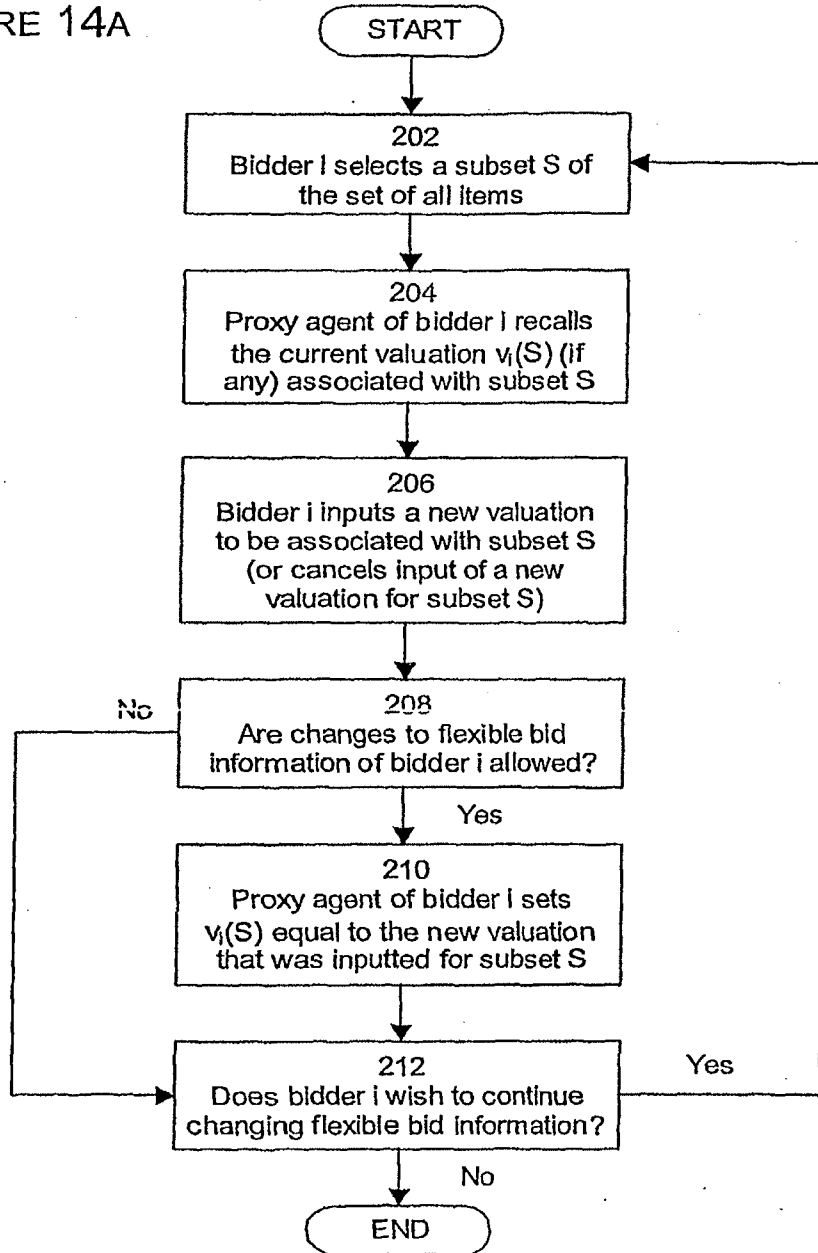 RE 14A
START
202
Bidder i selects a subset S of
the set of all items
204
Proxy agent of bidder i recalls
the current valuation vᵢ(S) (if
any) associated with subset S
206
Bidder i inputs a new valuation
to be associated with subset S
(or cancels input of a new
valuation for subset S)
208
Are changes to flexible bid
information of bidder i allowed?
No
Yes
210
Proxy agent of bidder i sets
vᵢ(S) equal to the new valuation
that was inputted for subset S
212
Does bidder i wish to continue
changing flexible bid information?
Yes
No
END